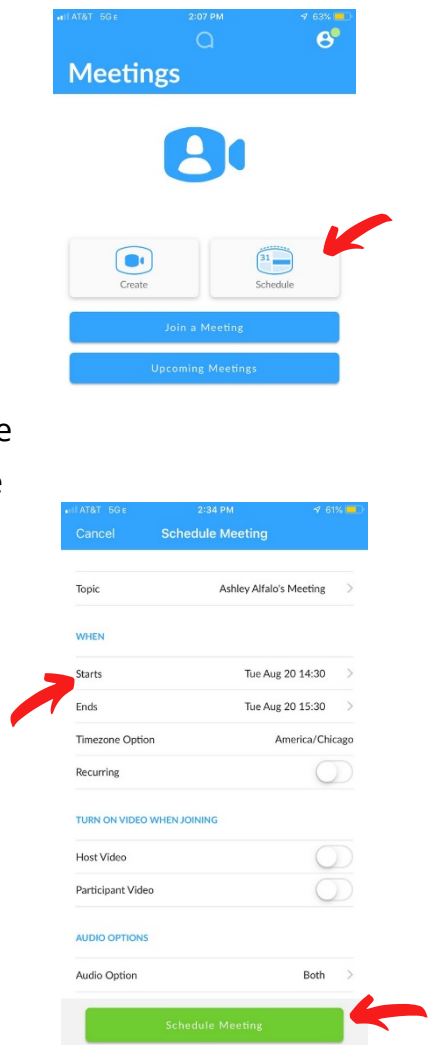 AT&T 5GE 2:07 PM 63%
Meetings
31
Create Schedule
Join a Meeting
Upcoming Meetings
e
e
AT&T 5GE 2:34 PM 61%
Cancel Schedule Meeting
Topic Ashley Alfalo's Meeting
WHEN
Starts Tue Aug 20 14:30
Ends Tue Aug 20 15:30
Timezone Option America/Chicago
Recurring
TURN ON VIDEO WHEN JOINING
Host Video
Participant Video
AUDIO OPTIONS
Audio Option Both
Schedule Meeting